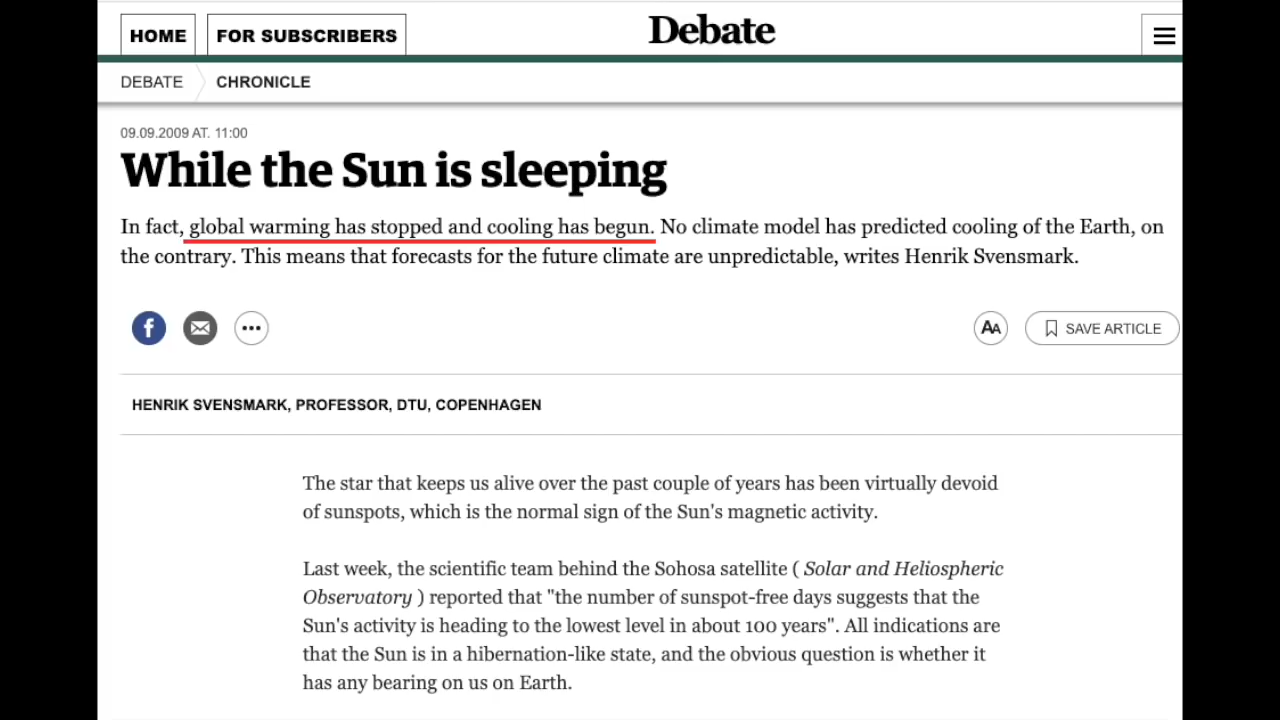 HOME
FOR SUBSCRIBERS
Debate
DEBATE
CHRONICLE
09.09.2009 AT. 11:00
While the Sun is sleeping
In fact, global warming has stopped and cooling has begun. No climate model has predicted cooling of the Earth, on
the contrary. This means that forecasts for the future climate are unpredictable, writes Henrik Svensmark.
f
AA
SAVE ARTICLE
HENRIK SVENSMARK, PROFESSOR, DTU, COPENHAGEN
The star that keeps us alive over the past couple of years has been virtually devoid
of sunspots, which is the normal sign of the Sun's magnetic activity.
Last week, the scientific team behind the Sohosa satellite ( Solar and Heliospheric
Observatory ) reported that "the number of sunspot-free days suggests that the
Sun's activity is heading to the lowest level in about 100 years". All indications are
that the Sun is in a hibernation-like state, and the obvious question is whether it
has any bearing on us on Earth.